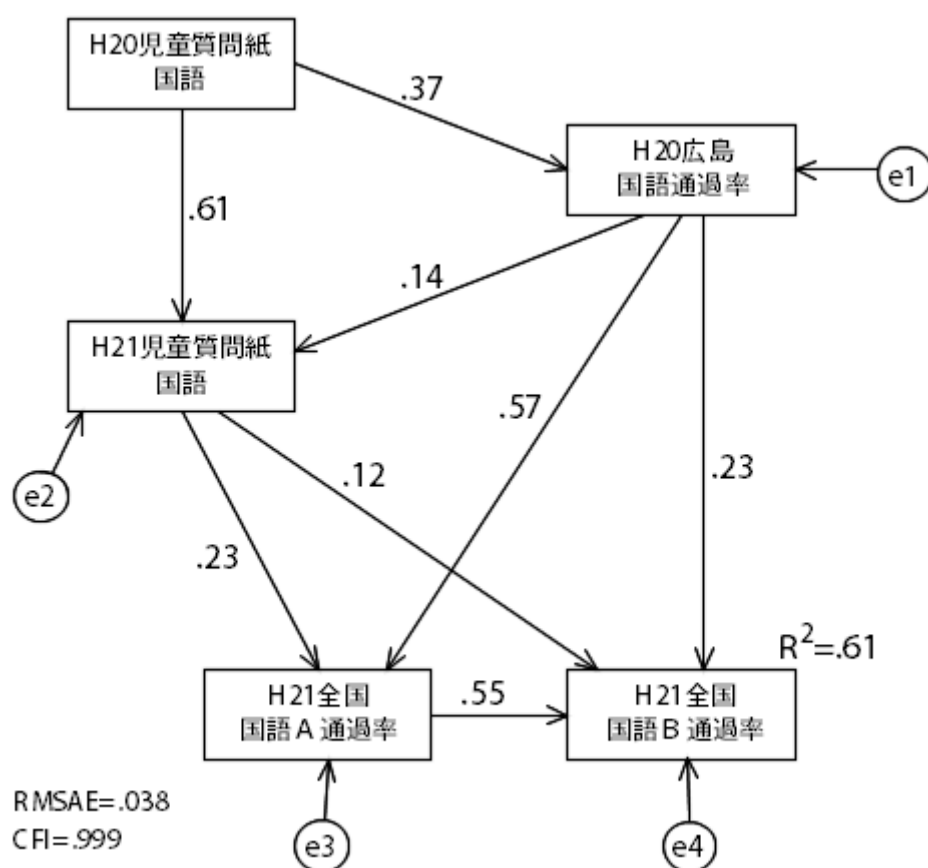 H20児童質問紙
国語
.37
H20広島
国語通過率
e1
.61
.14
H21児童質問紙
国語
.57
e2
.12
.23
.23
R²=.61
H21全国
国語A 通過率
.55
H21全国
国語B 通過率
RMSAE=.038
CFI=.999
e3
e4